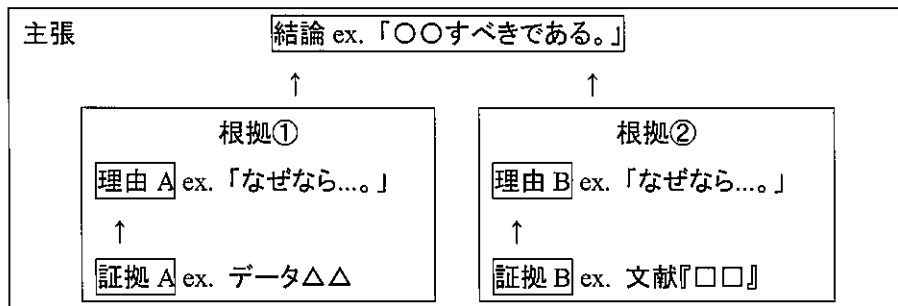 主張
結論 ex.「〇〇すべきである。」
↑ ↑
根拠①
理由 A ex.「なぜなら...。」
↑
証拠 A ex. データ△△
根拠②
理由 B ex.「なぜなら...。」
↑
証拠 B ex. 文献『□□』